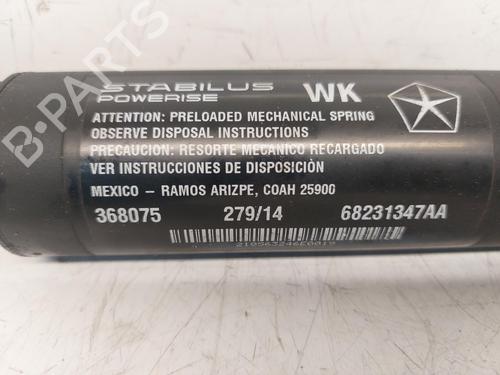 STABILUS
POWERISE
WK
ATTENTION: PRELOADED MECHANICAL SPRING
OBSERVE DISPOSAL INSTRUCTIONS
PRECAUCION: RESORTE MECANICO RECARGADO
VER INSTRUCCIONES DE DISPOSICIÒN
MEXICO – RAMOS ARIZPE, COAH 25900
368075 279/14 68231347AA
210563246E0019
B-PARTS